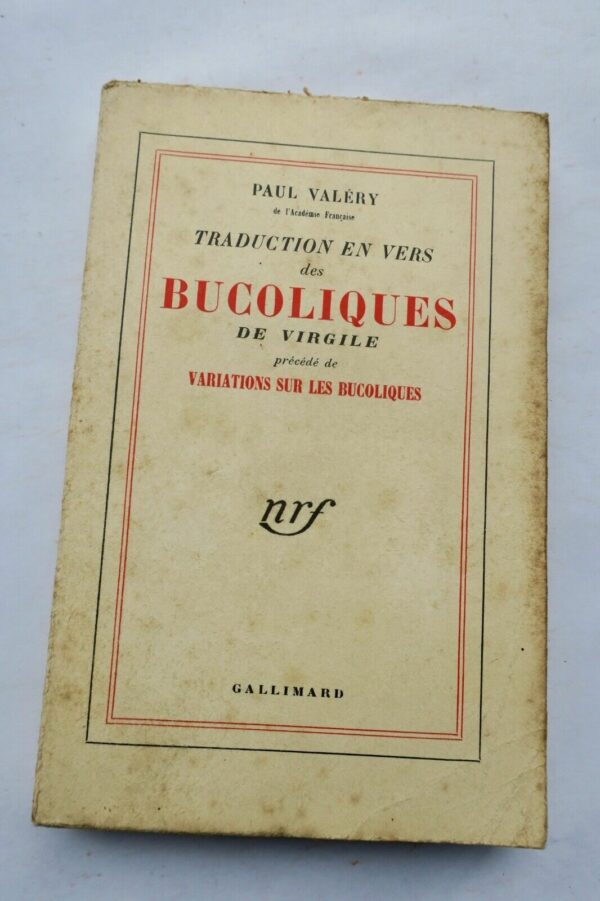 PAUL VALÉRY
de l'Académie Française
TRADUCTION EN VERS
des
BUCOLIQUES
DE VIRGILE
précédé de
VARIATIONS SUR LES BUCOLIQUES
nrf
GALLIMARD